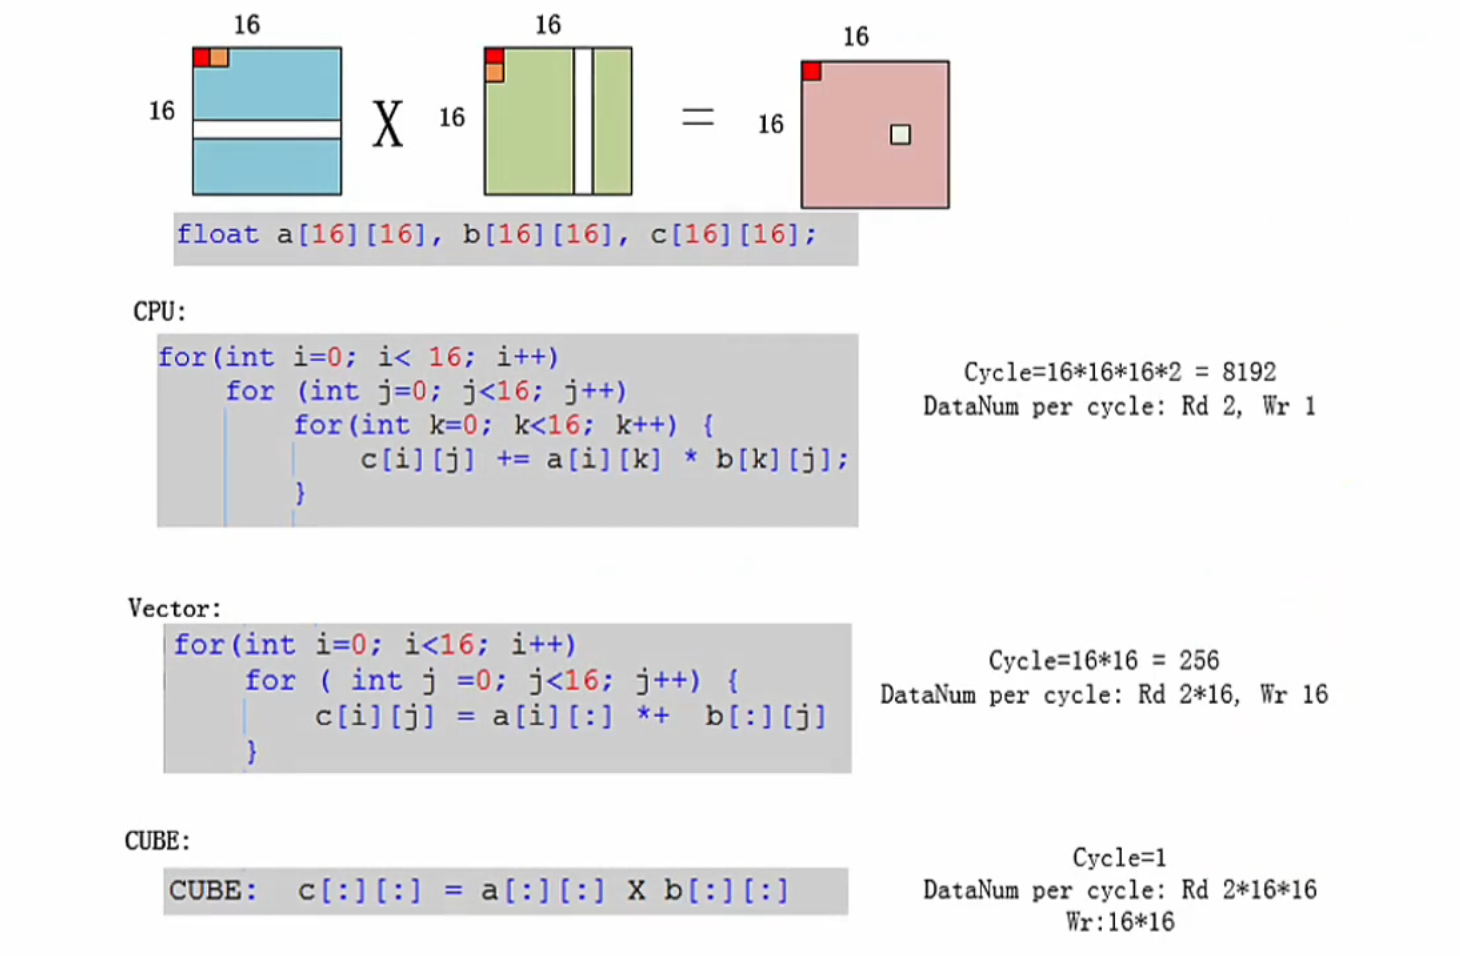 16 16 16
16 X 16 = 16
float a[16][16], b[16][16], c[16][16];
CPU:
for(int i=0; i< 16; i++)
for (int j=0; j<16; j++)
for(int k=0; k<16; k++) {
c[i][j] += a[i][k] * b[k][j];
}
Cycle=16*16*16*2 = 8192
DataNum per cycle: Rd 2, Wr 1
Vector:
for(int i=0; i<16; i++)
for ( int j =0; j<16; j++) {
c[i][j] = a[i][:] *+ b[:][j]
}
Cycle=16*16 = 256
DataNum per cycle: Rd 2*16, Wr 16
CUBE:
CUBE: c[:][:] = a[:][:] X b[:][:]
Cycle=1
DataNum per cycle: Rd 2*16*16
Wr:16*16